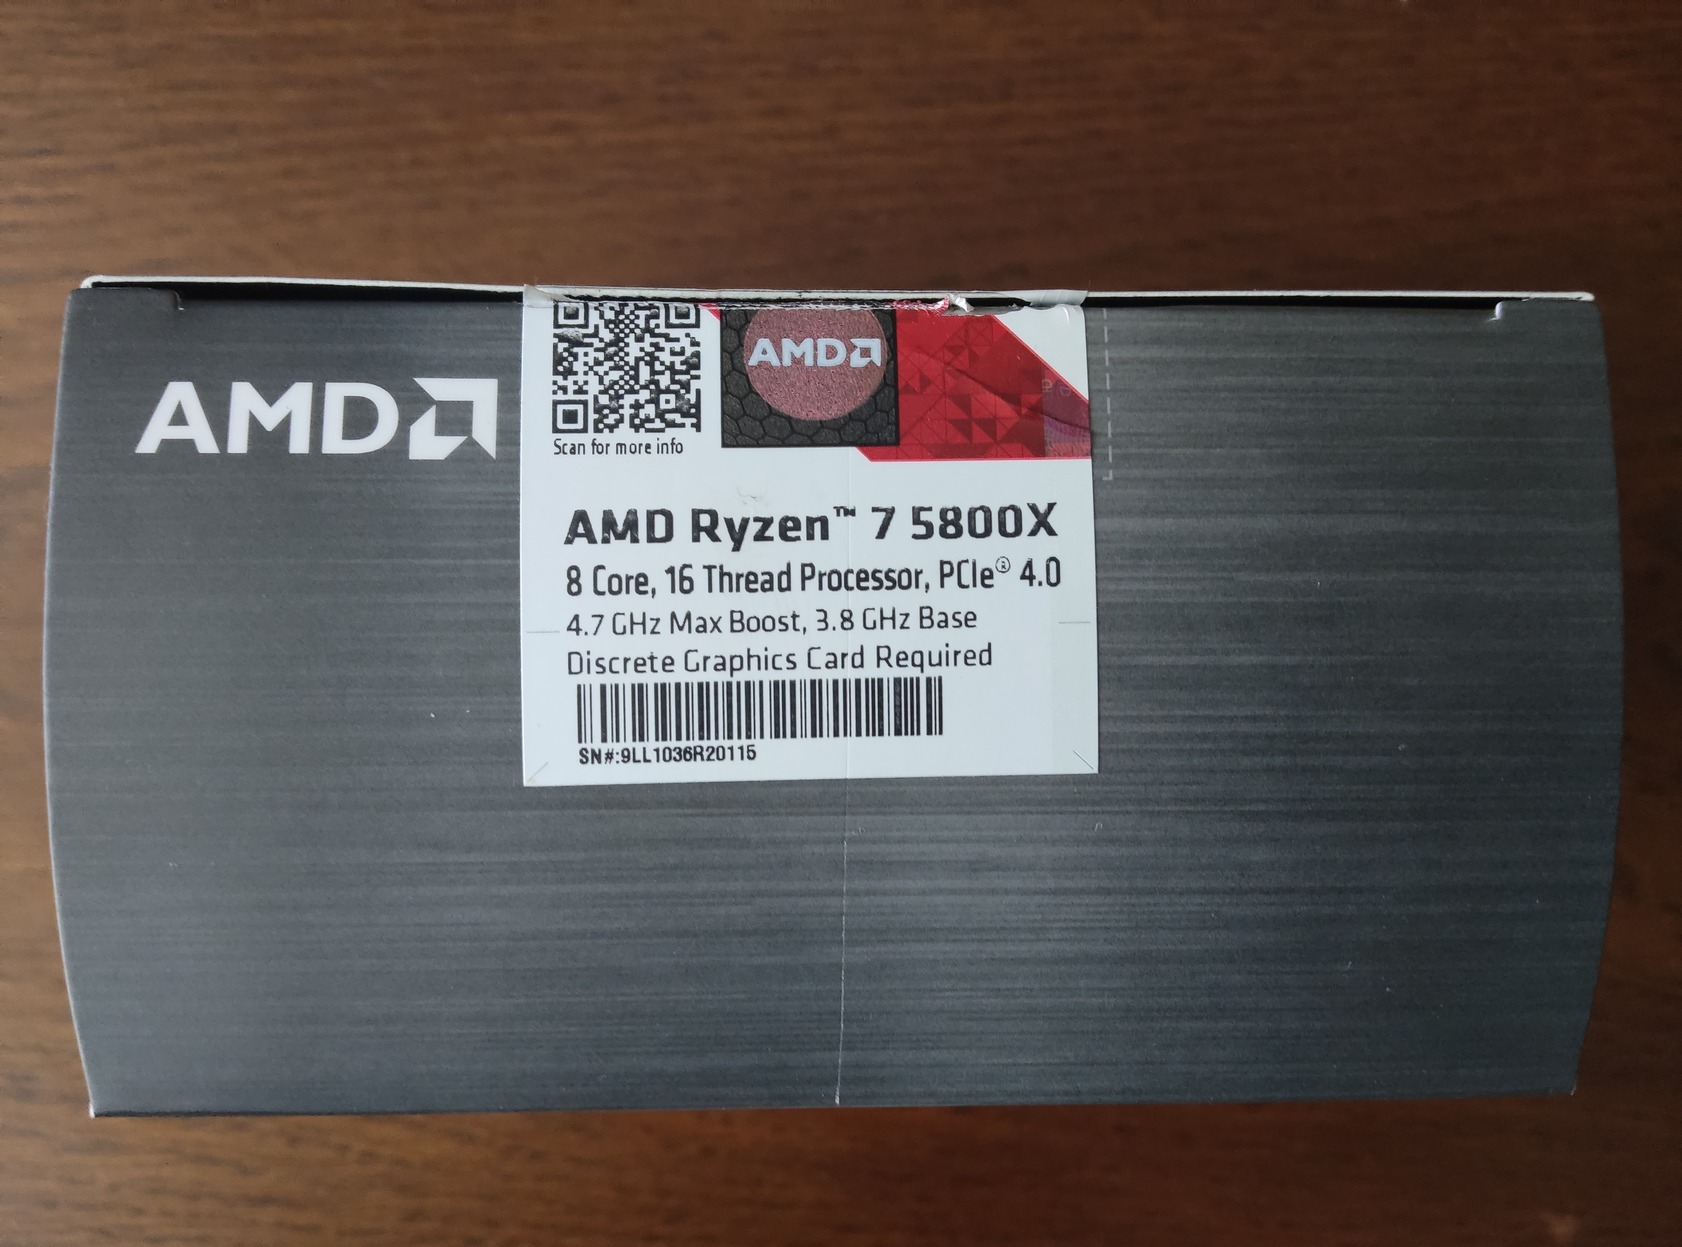 AMD
Scan for more info
AMD
AMD Ryzen™ 7 5800X
8 Core, 16 Thread Processor, PCIe® 4.0
4.7 GHz Max Boost, 3.8 GHz Base
Discrete Graphics Card Required
SN#:9LL1036R20115